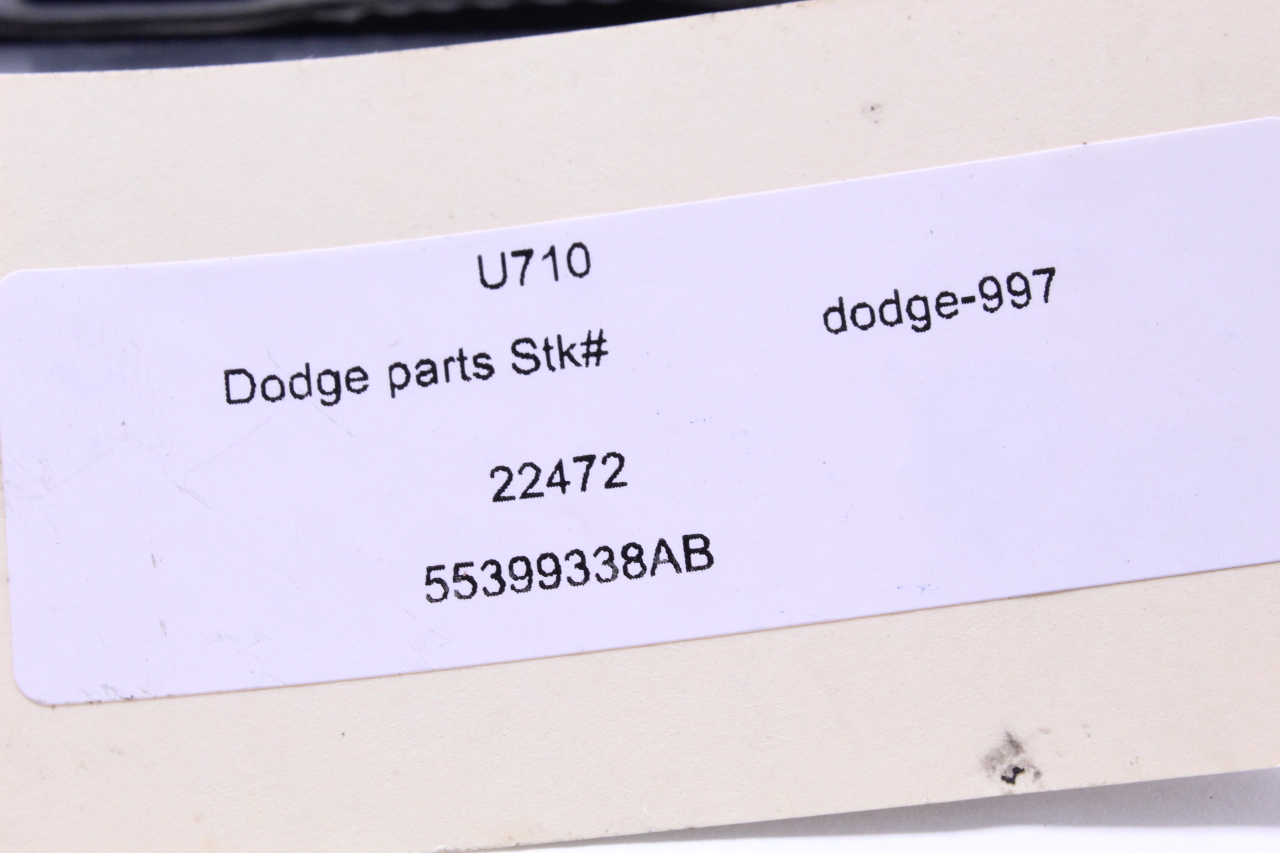 U710
Dodge parts Stk#
dodge-997
22472
55399338AB